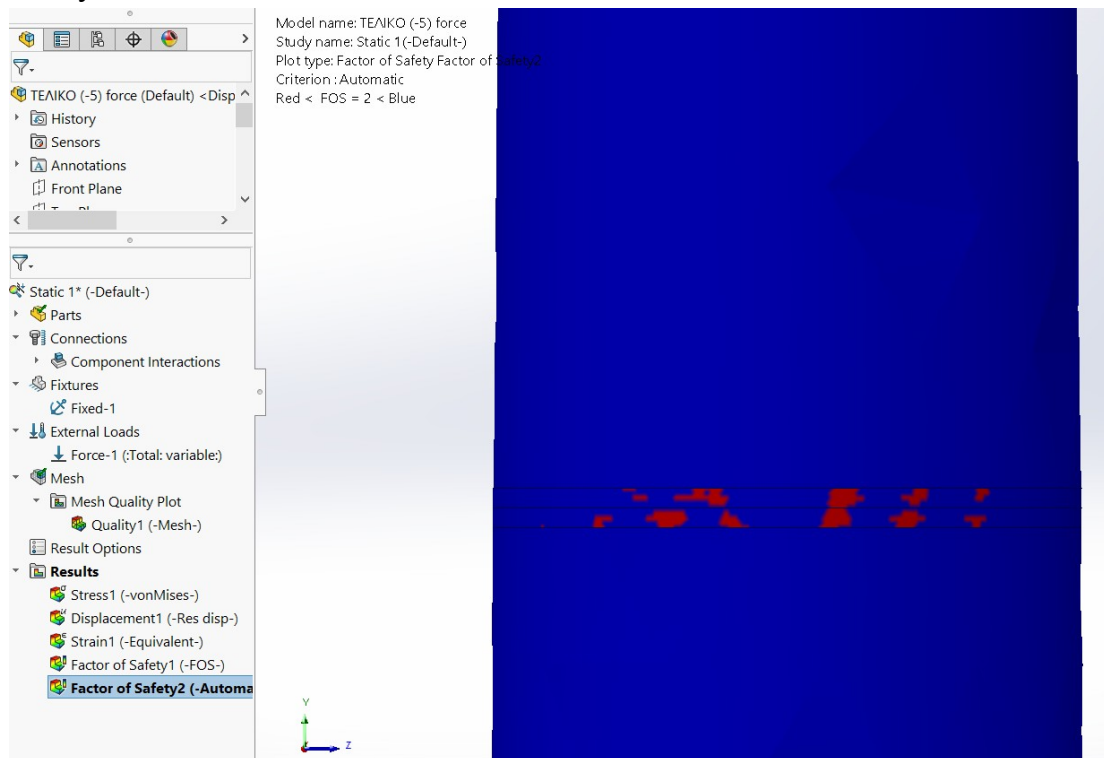 Model name: ΤΕΛΙΚΟ (-5) force
Study name: Static 1(-Default-)
Plot type: Factor of Safety Factor of Safety2
Criterion : Automatic
Red < FOS = 2 < Blue
ΤΕΛΙΚΟ (-5) force (Default) <Disp
History
Sensors
Annotations
Front Plane
Static 1* (-Default-)
Parts
Connections
Component Interactions
Fixtures
Fixed-1
External Loads
Force-1 (:Total: variable:)
Mesh
Mesh Quality Plot
Quality1 (-Mesh-)
Result Options
Results
Stress1 (-vonMises-)
Displacement1 (-Res disp-)
Strain1 (-Equivalent-)
Factor of Safety1 (-FOS-)
Factor of Safety2 (-Automa
Y
Z